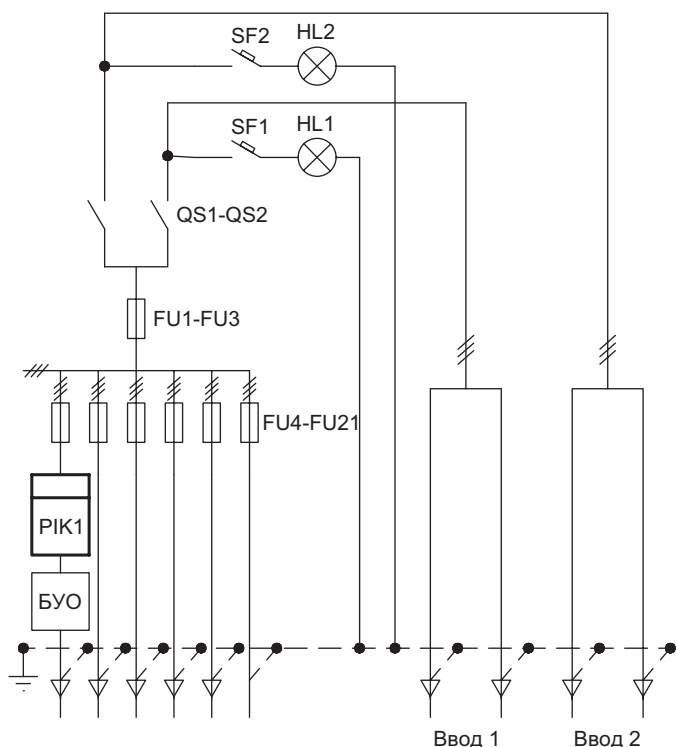 SF2 HL2
SF1 HL1
QS1-QS2
FU1-FU3
FU4-FU21
PIK1
БУО
Ввод 1 Ввод 2